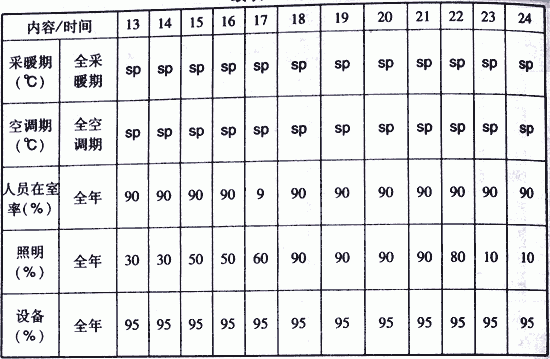 内容/时间 13 14 15 16 17 18 19 20 21 22 23 24
采暖期(℃) 全采暖期 sp sp sp sp sp sp sp sp sp sp sp sp
空调期(℃) 全空调期 sp sp sp sp sp sp sp sp sp sp sp sp
人员在室率(%) 全年 90 90 90 90 9 90 90 90 90 90 90 90
照明(%) 全年 30 30 50 50 60 90 90 90 90 80 10 10
设备(%) 全年 95 95 95 95 95 95 95 95 95 95 95 95